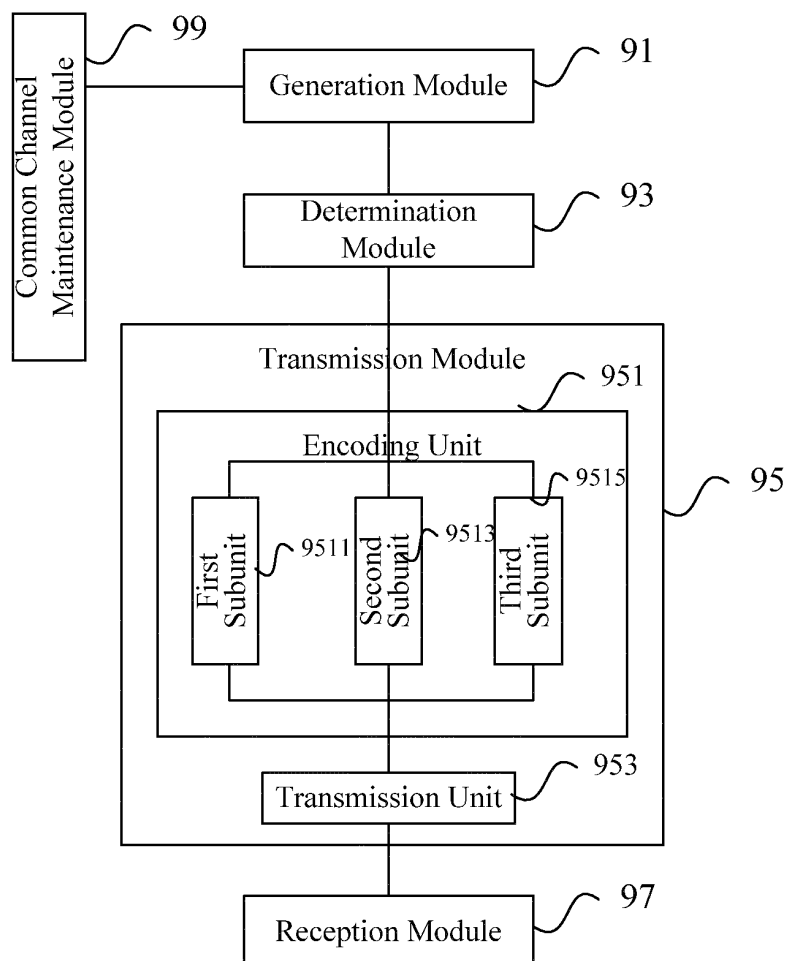 99
Common Channel
Maintenance Module
Generation Module
91
Determination
Module
93
Transmission Module
951
Encoding Unit
95
9515
First
Subunit
9511
Second
Subunit
9513
Third
Subunit
953
Transmission Unit
Reception Module
97